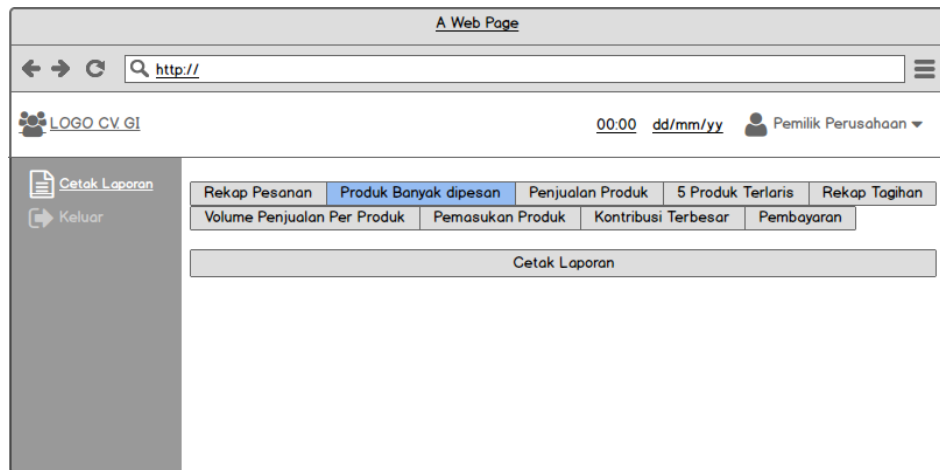 A Web Page
http://
LOGO CV. GI 00:00 dd/mm/yy Pemilik Perusahaan
Cetak Laporan
Keluar
Rekap Pesanan Produk Banyak dipesan Penjualan Produk 5 Produk Terlaris Rekap Tagihan
Volume Penjualan Per Produk Pemasukan Produk Kontribusi Terbesar Pembayaran
Cetak Laporan